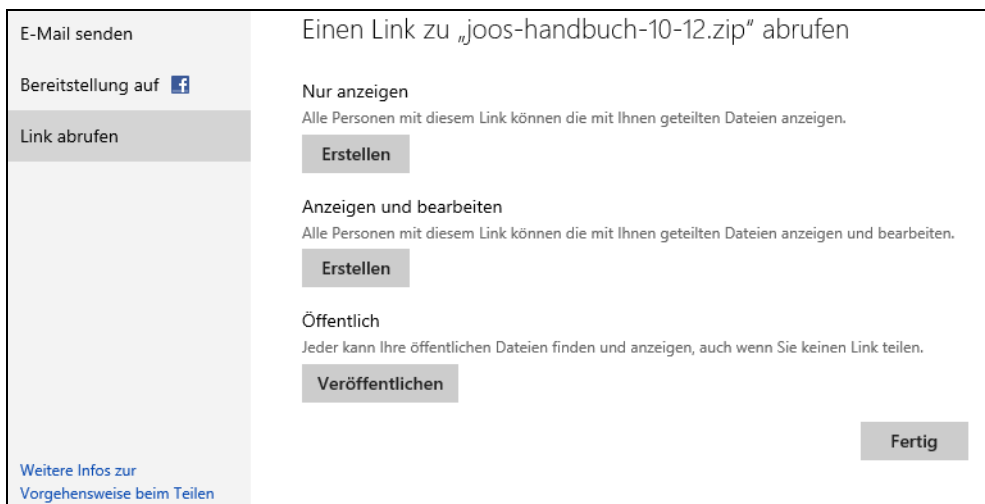 E-Mail senden
Bereitstellung auf
Link abrufen
Weitere Infos zur
Vorgehensweise beim Teilen
Einen Link zu „joos-handbuch-10-12.zip" abrufen
Nur anzeigen
Alle Personen mit diesem Link können die mit Ihnen geteilten Dateien anzeigen.
Erstellen
Anzeigen und bearbeiten
Alle Personen mit diesem Link können die mit Ihnen geteilten Dateien anzeigen und bearbeiten.
Erstellen
Öffentlich
Jeder kann Ihre öffentlichen Dateien finden und anzeigen, auch wenn Sie keinen Link teilen.
Veröffentlichen
Fertig